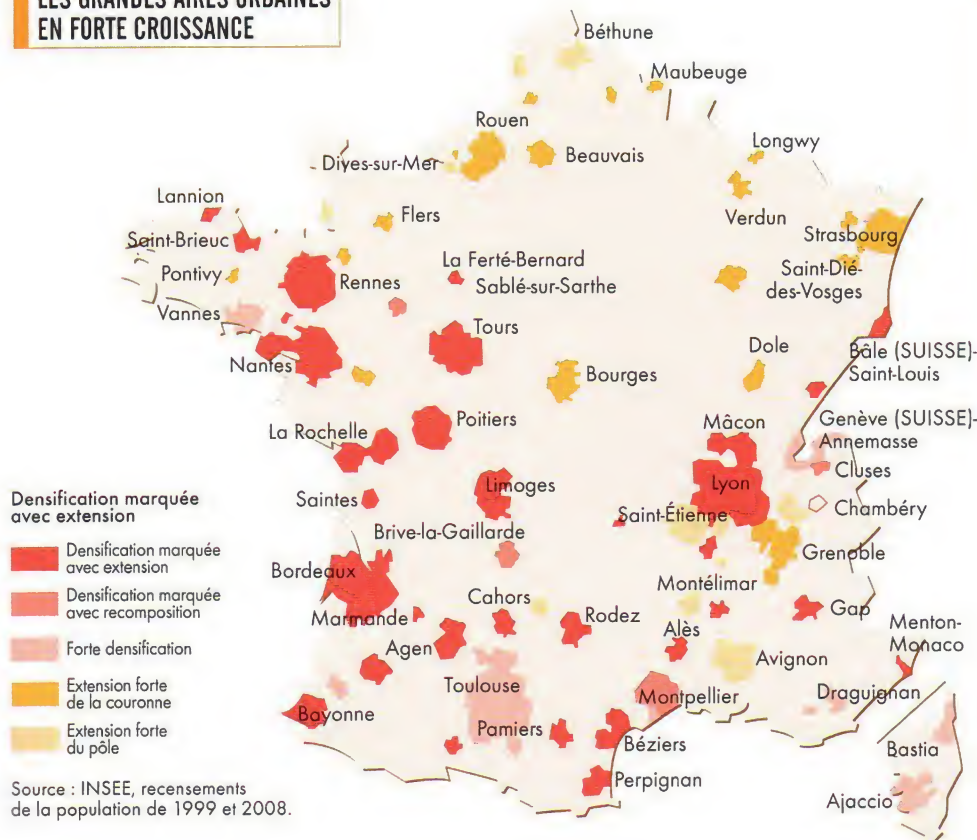 LES GRANDES AIRES URBAINES
EN FORTE CROISSANCE
Béthune
Maubeuge
Rouen
Beauvais
Longwy
Dives-sur-Mer
Lannion
Flers
Verdun
Strasbourg
Saint-Brieuc
La Ferté-Bernard
Saint-Dié-
des-Vosges
Pontivy
Rennes
Sablé-sur-Sarthe
Vannes
Tours
Dole
Bâle (SUISSE)-
Saint-Louis
Nantes
Bourges
Poitiers
Mâcon
Genève (SUISSE)-
Annemasse
La Rochelle
Cluses
Limoges
Lyon
Saintes
Saint-Étienne
Chambéry
Brive-la-Gaillarde
Grenoble
Bordeaux
Montélimar
Cahors
Gap
Marmande
Rodez
Menton-
Monaco
Agen
Alès
Avignon
Toulouse
Montpellier
Draguignan
Bayonne
Pamiers
Béziers
Bastia
Perpignan
Ajaccio
Densification marquée
avec extension
Densification marquée
avec extension
Densification marquée
avec recomposition
Forte densification
Extension forte
de la couronne
Extension forte
du pôle
Source : INSEE, recensements
de la population de 1999 et 2008.